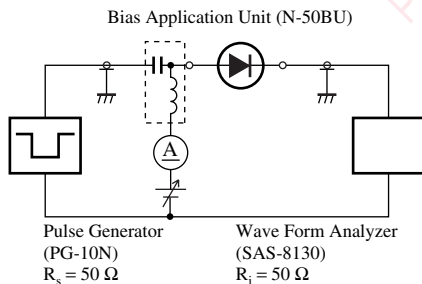 Bias Application Unit (N-50BU)
A
Pulse Generator
(PG-10N)
Rs = 50 Ω
Wave Form Analyzer
(SAS-8130)
Ri = 50 Ω